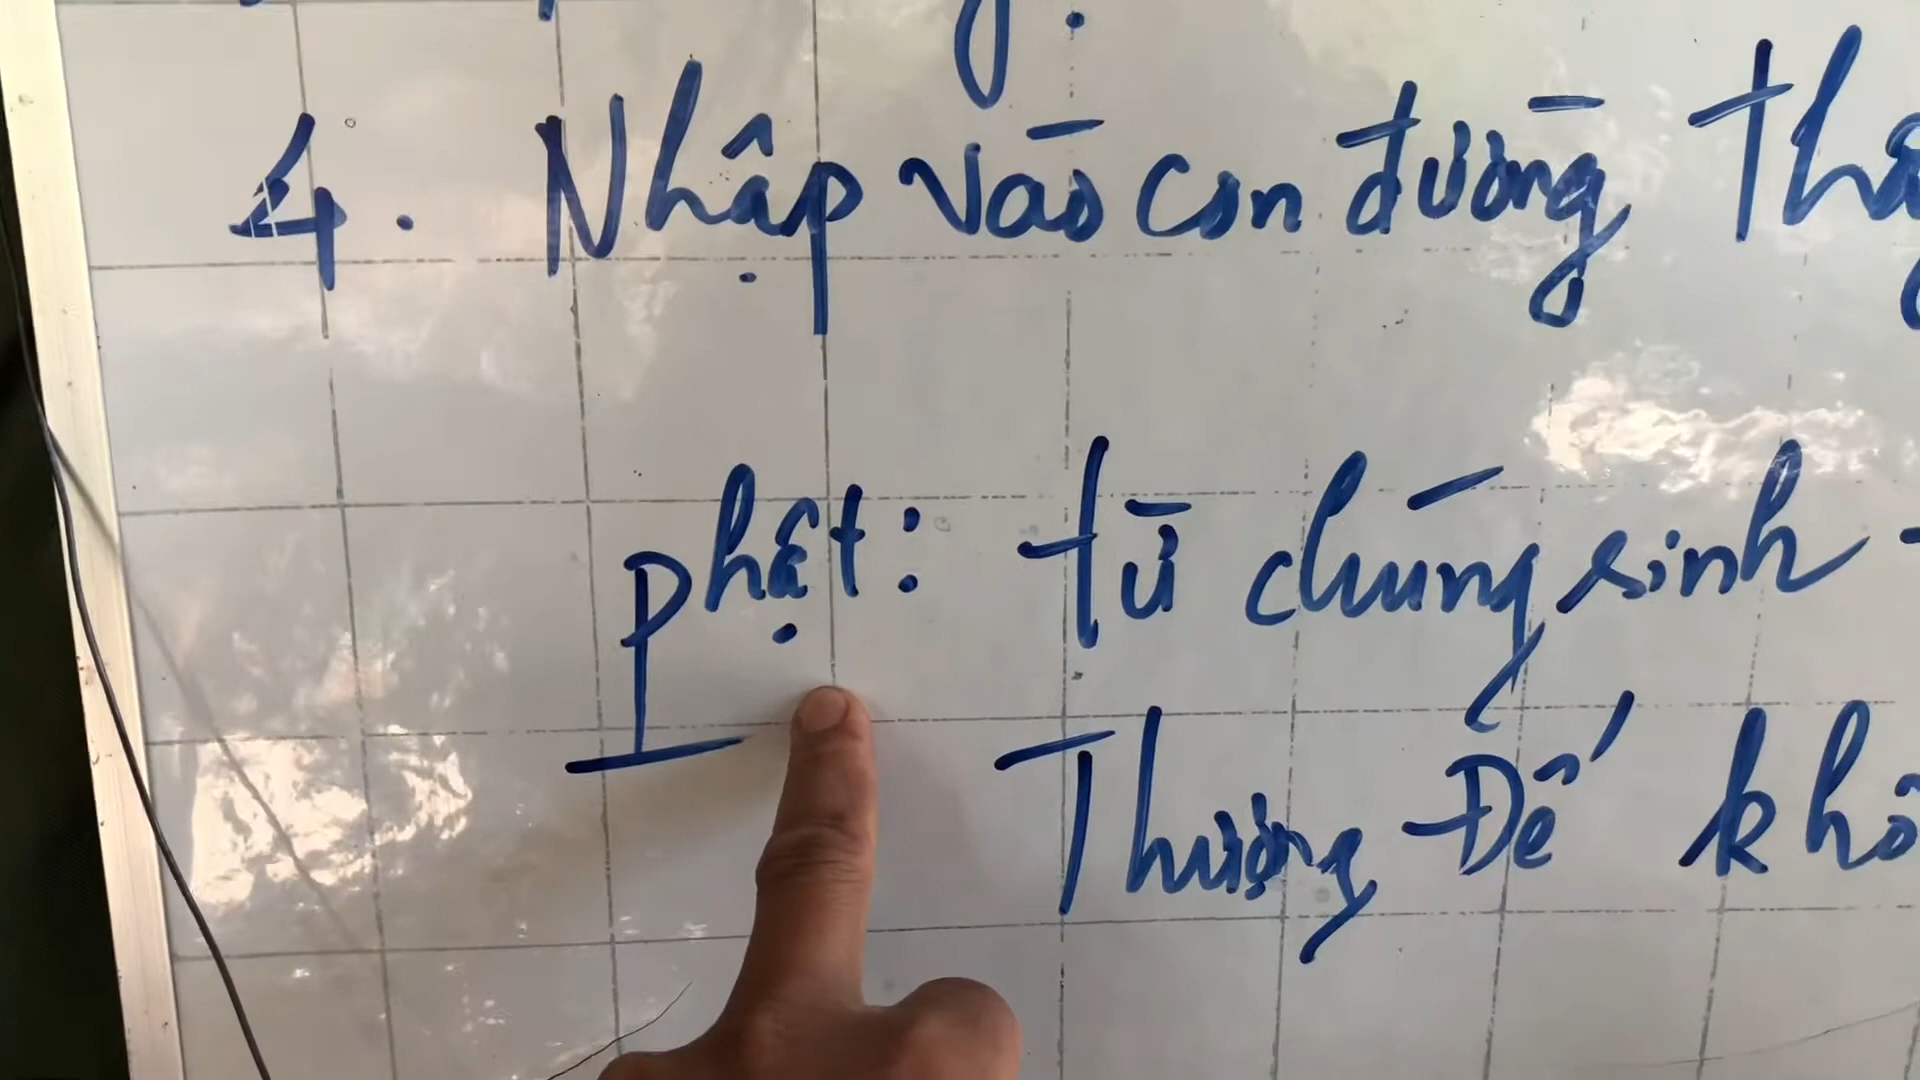 4. Nhập vào con đường
Phật: từ chúng sinh -
Thượng Đế